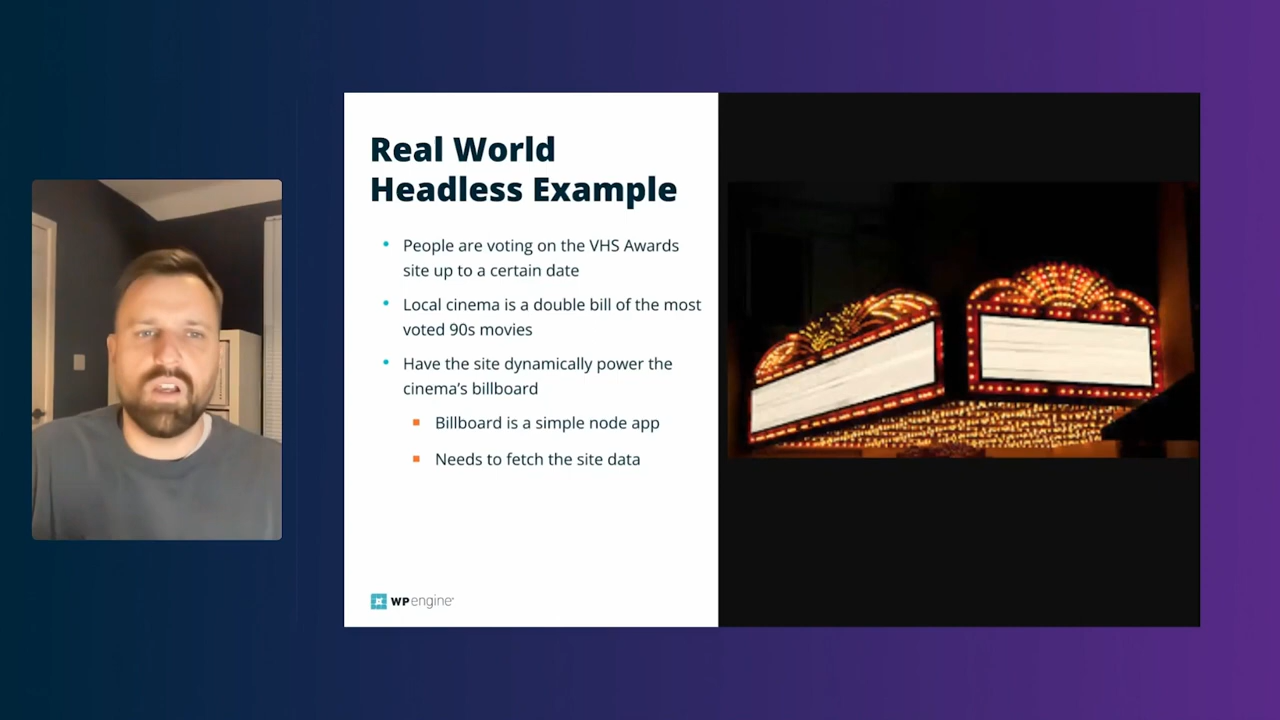 Real World
Headless Example
People are voting on the VHS Awards
site up to a certain date
Local cinema is a double bill of the most
voted 90s movies
Have the site dynamically power the
cinema’s billboard
Billboard is a simple node app
Needs to fetch the site data
WP engine